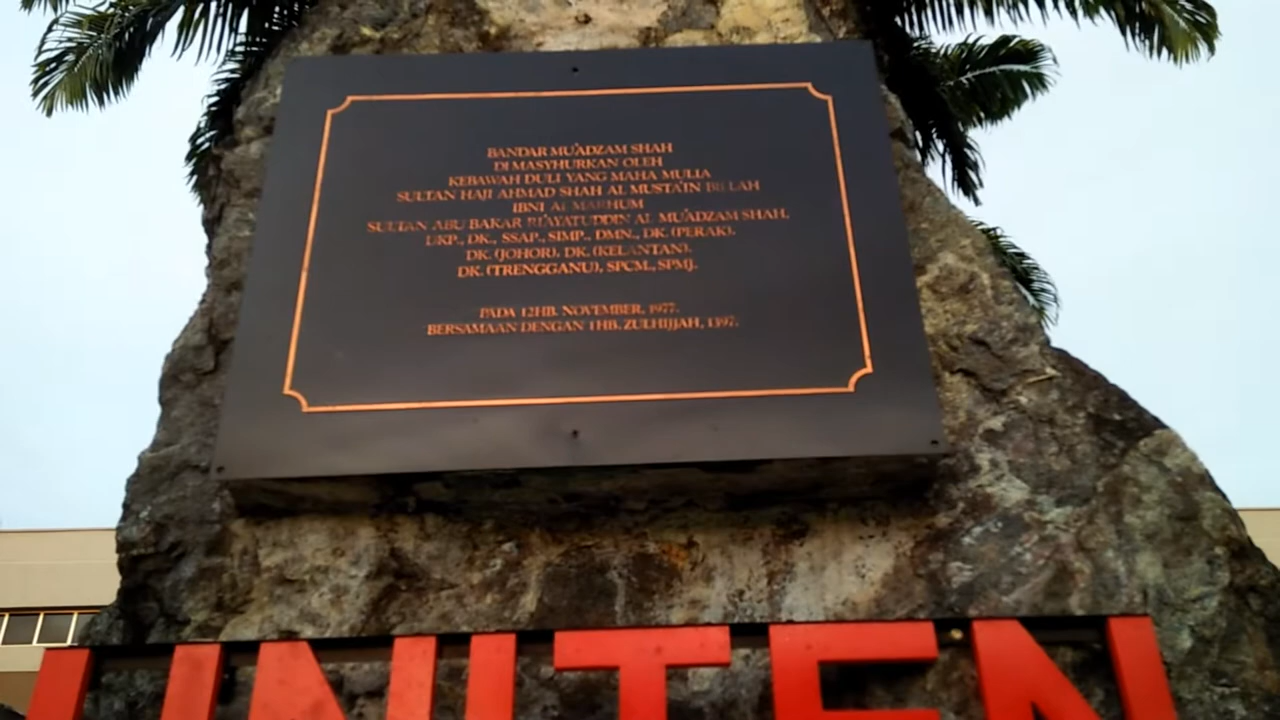 BANDAR MU'ADZAM SHAH
DI MASYHURKAN OLEH
KEBAWAH DULI YANG MAHA MULIA
SULTAN HAJI AHMAD SHAH AL MUSTA'IN BILLAH
IBNI AL MARHUM
SULTAN ABU BAKAR RI'AYATUDDIN AL MU'ADZAM SHAH,
DKP., DK., SSAP., SIMP., DMN., DK. (PERAK).
DK. (JOHOR), DK. (KELANTAN).
DK. (TRENGGANU), SPCM., SPMJ.
PADA 12HB. NOVEMBER, 1977.
BERSAMAAN DENGAN 1HB. ZULHIJJAH, 1397.
UNITEN